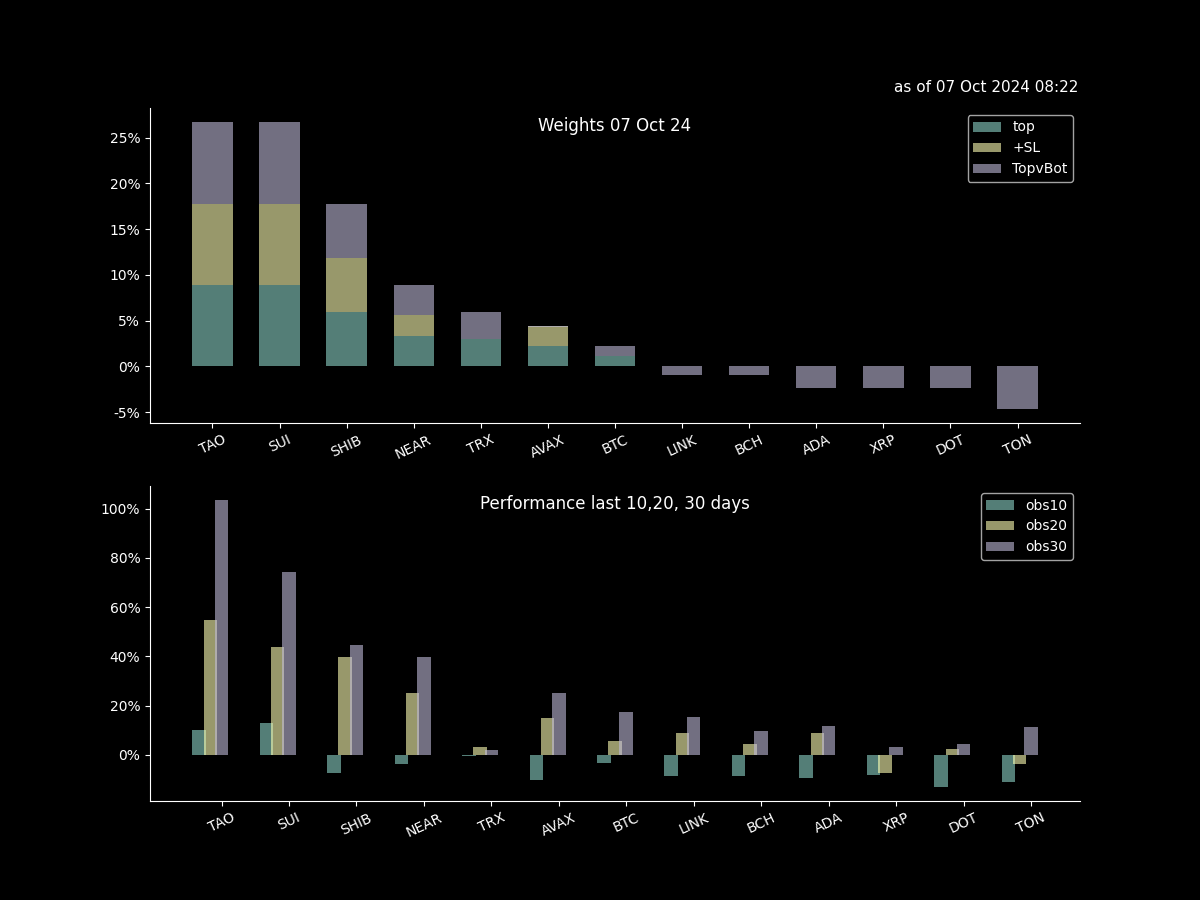 as of 07 Oct 2024 08:22
Weights 07 Oct 24
top
+SL
TopvBot
25%
20%
15%
10%
5%
0%
-5%
TAO SUI SHIB NEAR TRX AVAX BTC LINK BCH ADA XRP DOT TON
Performance last 10,20, 30 days
obs10
obs20
obs30
100%
80%
60%
40%
20%
0%
TAO SUI SHIB NEAR TRX AVAX BTC LINK BCH ADA XRP DOT TON